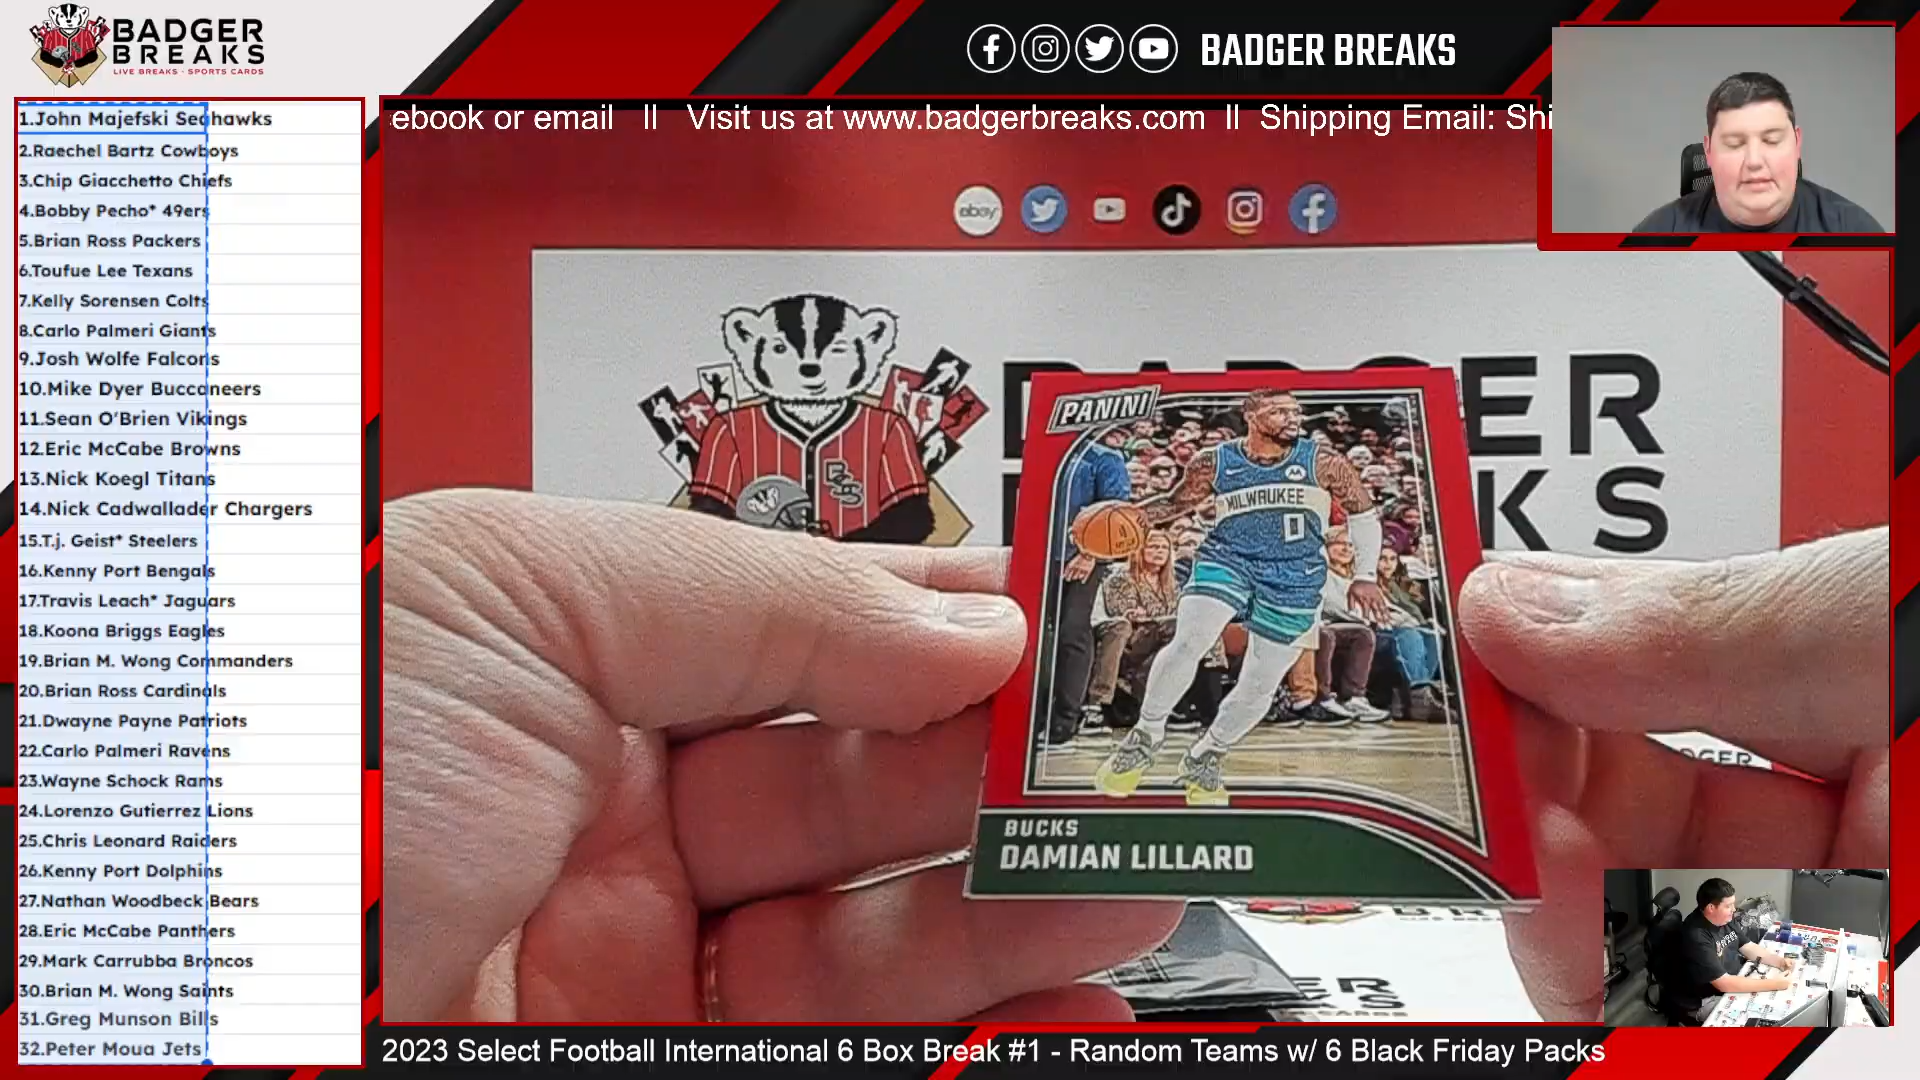 BADGER
BREAKS
LIVE BREAKS - SPORTS CARDS
BADGER BREAKS
ebook or email   ll   Visit us at www.badgerbreaks.com  ll  Shipping Email: Shi
1.John Majefski Seahawks
2.Raechel Bartz Cowboys
3.Chip Giacchetto Chiefs
4.Bobby Pecho* 49ers
5.Brian Ross Packers
6.Toufue Lee Texans
7.Kelly Sorensen Colts
8.Carlo Palmeri Giants
9.Josh Wolfe Falcons
10.Mike Dyer Buccaneers
11.Sean O'Brien Vikings
12.Eric McCabe Browns
13.Nick Koegl Titans
14.Nick Cadwallader Chargers
15.T.j. Geist* Steelers
16.Kenny Port Bengals
17.Travis Leach* Jaguars
18.Koona Briggs Eagles
19.Brian M. Wong Commanders
20.Brian Ross Cardinals
21.Dwayne Payne Patriots
22.Carlo Palmeri Ravens
23.Wayne Schock Rams
24.Lorenzo Gutierrez Lions
25.Chris Leonard Raiders
26.Kenny Port Dolphins
27.Nathan Woodbeck Bears
28.Eric McCabe Panthers
29.Mark Carrubba Broncos
30.Brian M. Wong Saints
31.Greg Munson Bills
32.Peter Moua Jets
ebay
PANINI
MILWAUKEE
0
BUCKS
DAMIAN LILLARD
2023 Select Football International 6 Box Break #1 - Random Teams w/ 6 Black Friday Packs